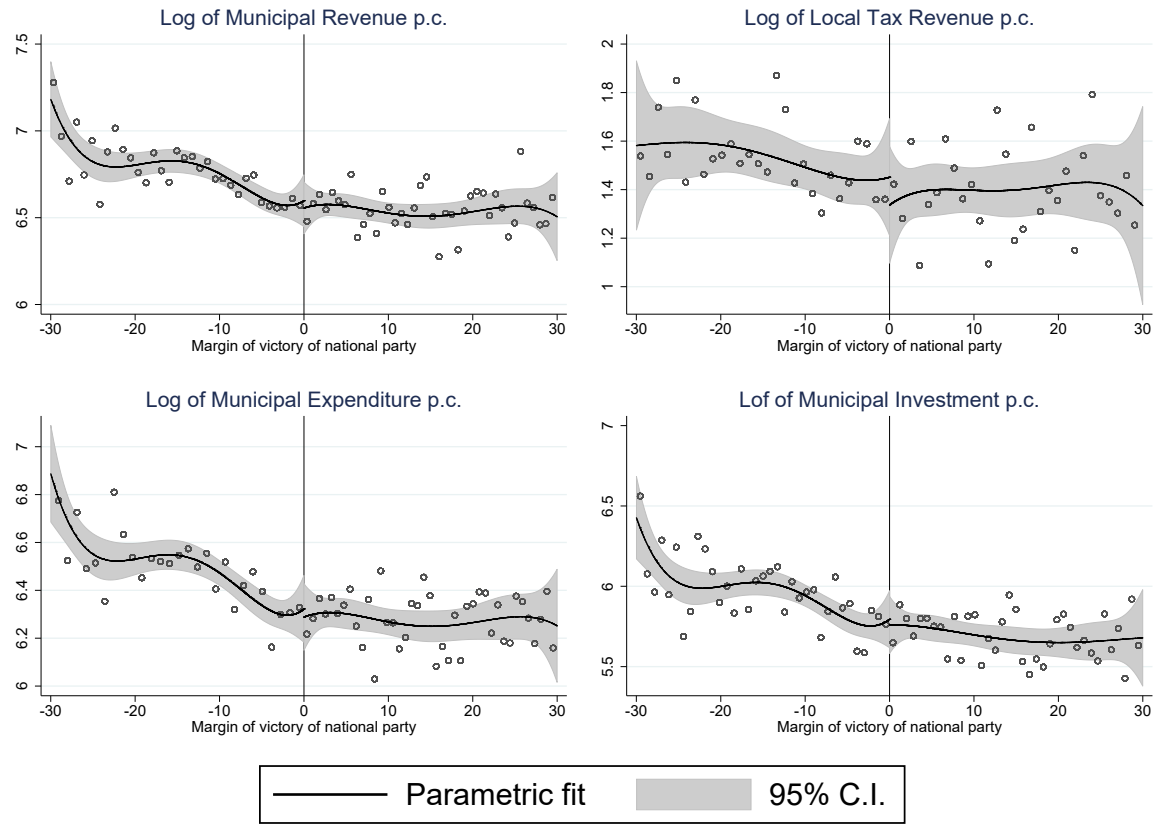 Log of Municipal Revenue p.c.
7.5
7
6.5
6
-30 -20 -10 0 10 20 30
Margin of victory of national party
Log of Local Tax Revenue p.c.
2
1.8
1.6
1.4
1.2
1
-30 -20 -10 0 10 20 30
Margin of victory of national party
Log of Municipal Expenditure p.c.
7
6.8
6.6
6.4
6.2
6
-30 -20 -10 0 10 20 30
Margin of victory of national party
Lof of Municipal Investment p.c.
7
6.5
6
5.5
-30 -20 -10 0 10 20 30
Margin of victory of national party
Parametric fit 95% C.I.